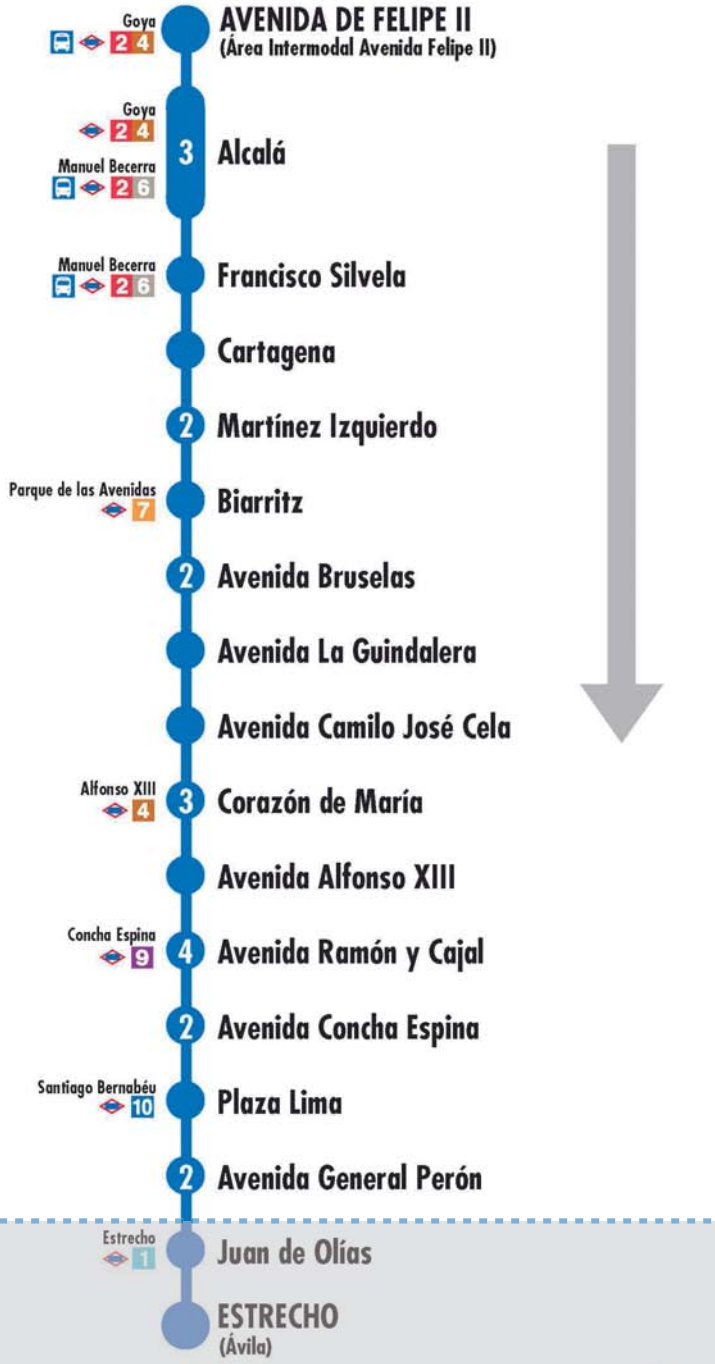 Goya
2 4
AVENIDA DE FELIPE II
(Área Intermodal Avenida Felipe II)
Goya
2 4
3
Alcalá
Manuel Becerra
2 6
Manuel Becerra
2 6
Francisco Silvela
Cartagena
2
Martínez Izquierdo
Parque de las Avenidas
7
Biarritz
2
Avenida Bruselas
Avenida La Guindalera
Avenida Camilo José Cela
Alfonso XIII
4
3
Corazón de María
Avenida Alfonso XIII
Concha Espina
9
4
Avenida Ramón y Cajal
2
Avenida Concha Espina
Santiago Bernabéu
10
Plaza Lima
2
Avenida General Perón
Estrecho
1
Juan de Olías
ESTRECHO
(Ávila)